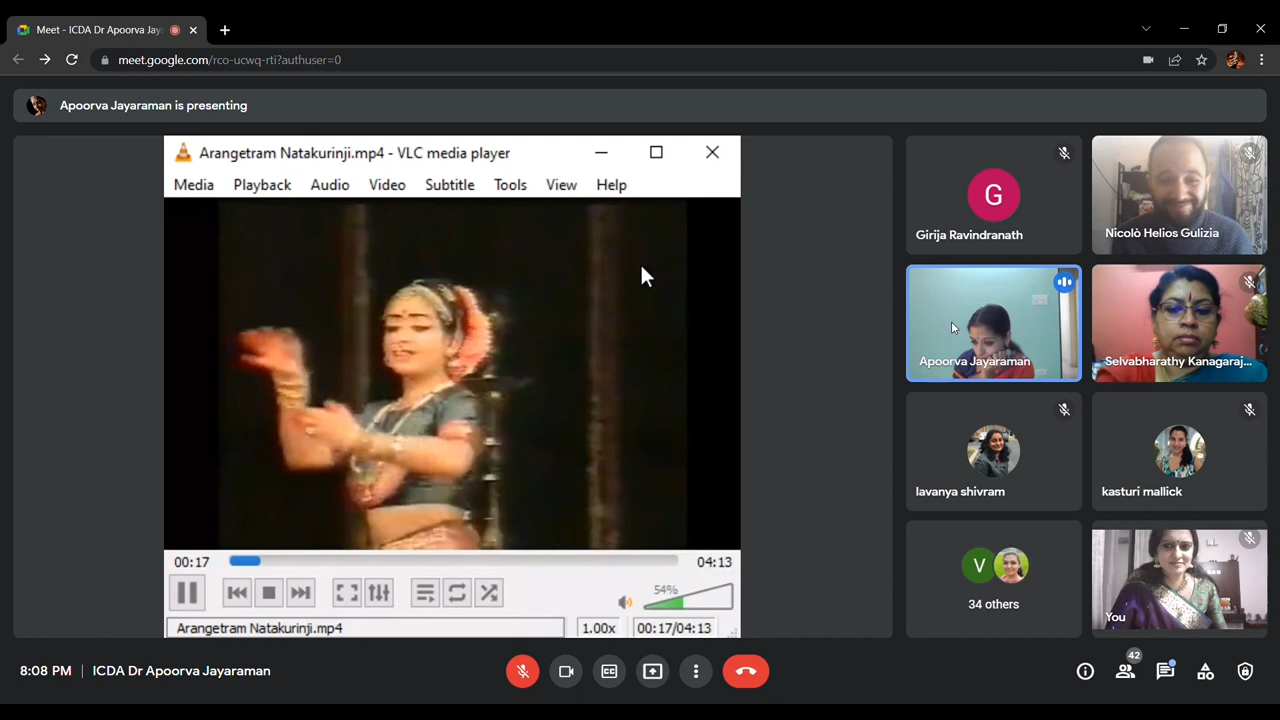 Meet - ICDA Dr Apoorva Jay
meet.google.com/rco-ucwq-rti?authuser=0
Apoorva Jayaraman is presenting
Arangetram Natakurinji.mp4 - VLC media player
Media Playback Audio Video Subtitle Tools View Help
00:17 04:13
54%
Arangetram Natakurinji.mp4 1.00x 00:17/04:13
G
Girija Ravindranath
Nicolò Helios Gulizia
Apoorva Jayaraman
Selvabharathy Kanagaraj...
lavanya shivram
kasturi mallick
V
34 others
You
8:08 PM | ICDA Dr Apoorva Jayaraman
42